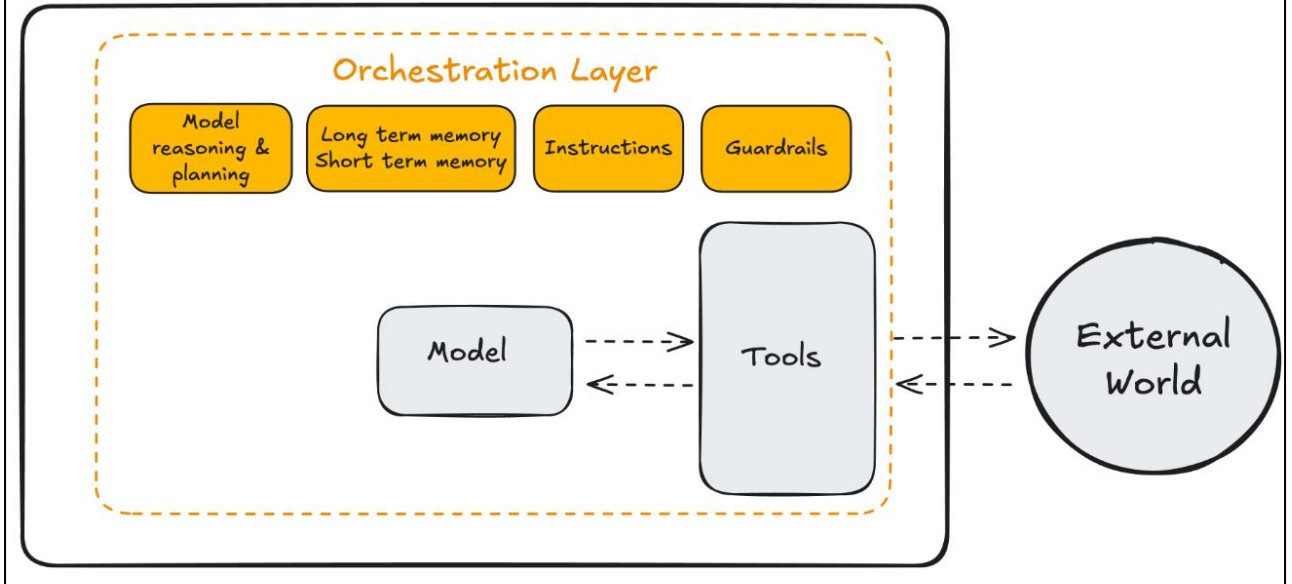 Orchestration Layer
Model
reasoning &
planning
Long term memory
Short term memory
Instructions
Guardrails
Model
Tools
External
World